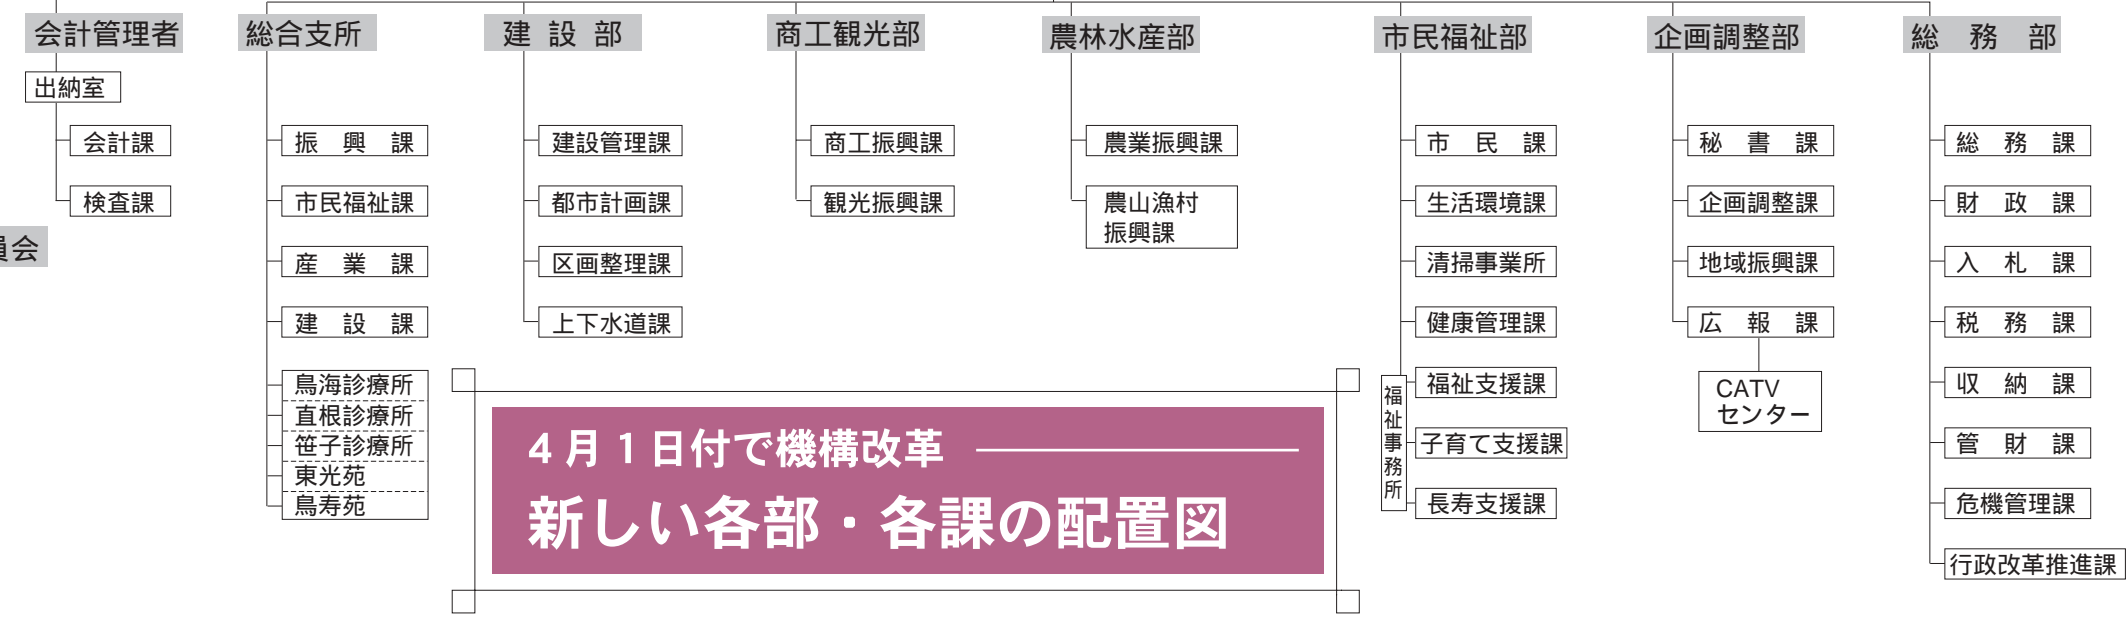 会計管理者
出納室
会計課
検査課
員会
総合支所
振興課
市民福祉課
産業課
建設課
鳥海診療所
直根診療所
笹子診療所
東光苑
鳥寿苑
建設部
建設管理課
都市計画課
区画整理課
上下水道課
商工観光部
商工振興課
観光振興課
農林水産部
農業振興課
農山漁村
振興課
市民福祉部
市民課
生活環境課
清掃事業所
健康管理課
福祉事務所
福祉支援課
子育て支援課
長寿支援課
企画調整部
秘書課
企画調整課
地域振興課
広報課
CATV
センター
総務部
総務課
財政課
入札課
税務課
収納課
管財課
危機管理課
行政改革推進課
4月1日付で機構改革
新しい各部・各課の配置図